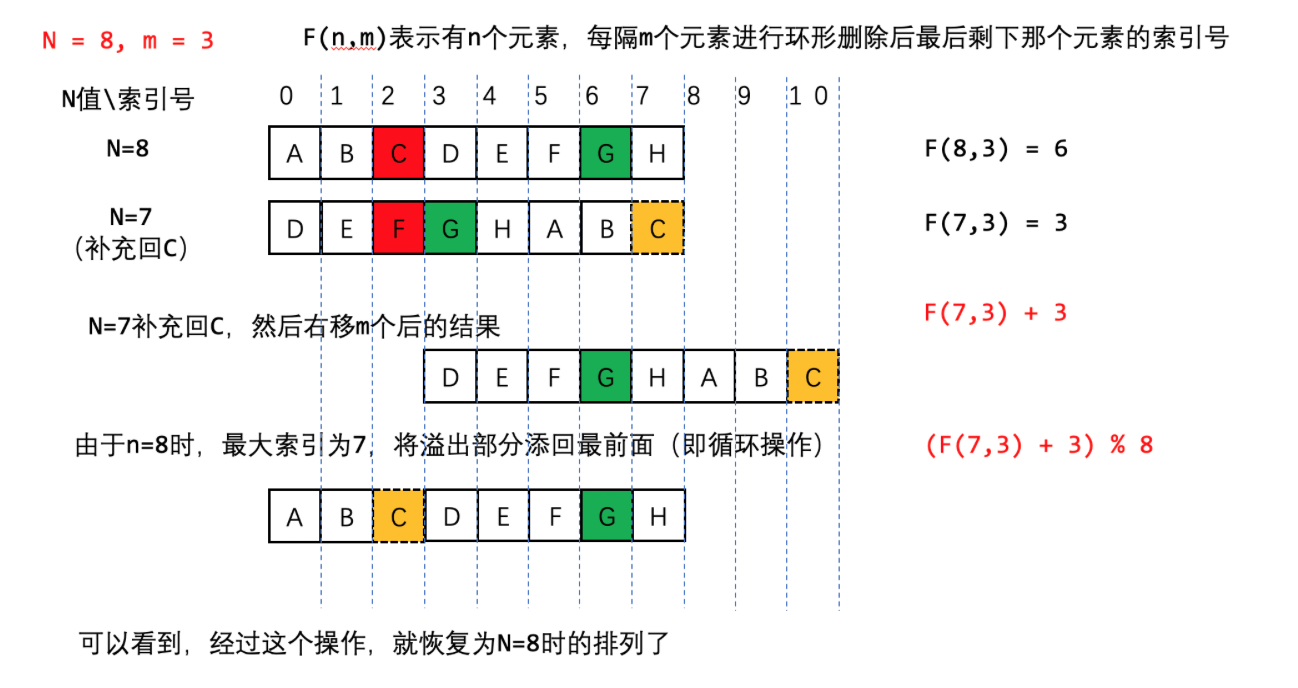 N = 8, m = 3
F(n,m)表示有n个元素，每隔m个元素进行环形删除后最后剩下那个元素的索引号
N值\索引号 0 1 2 3 4 5 6 7 8 9 10
N=8 A B C D E F G H F(8,3) = 6
N=7 D E F G H A B C F(7,3) = 3
（补充回C）
N=7补充回C，然后右移m个后的结果 F(7,3) + 3
D E F G H A B C
由于n=8时，最大索引为7，将溢出部分添回最前面（即循环操作） (F(7,3) + 3) % 8
A B C D E F G H
可以看到，经过这个操作，就恢复为N=8时的排列了